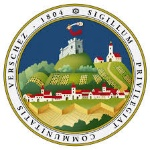 · 1804 · SIGILLUM PRIVILEGIAT COMMUNITATIS VERSCHEZ